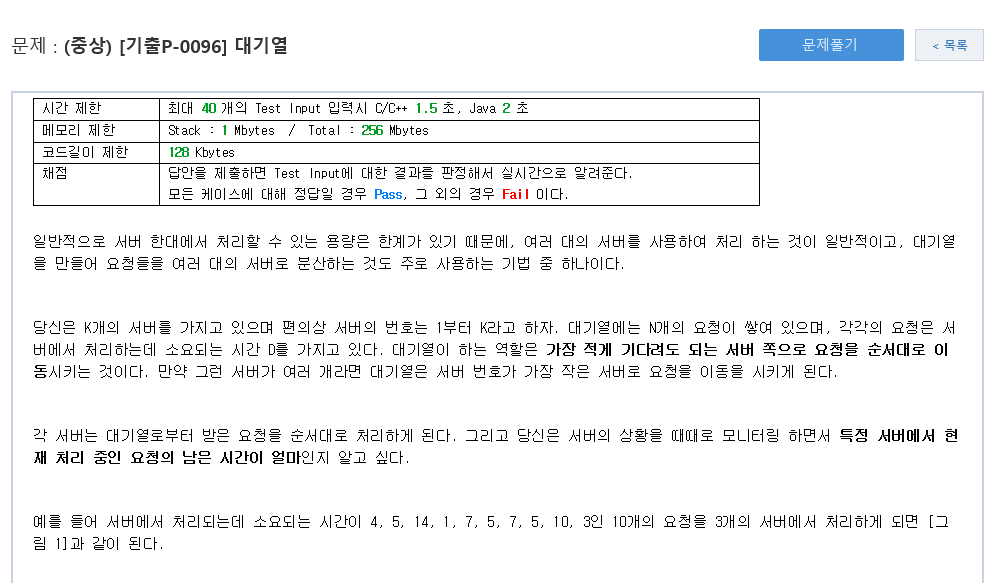 문제 : (중상) [기출P-0096] 대기열
문제풀기
< 목록
시간 제한 최대 40 개의 Test Input 입력시 C/C++ 1.5 초, Java 2 초
메모리 제한 Stack : 1 Mbytes / Total : 256 Mbytes
코드길이 제한 128 Kbytes
채점 답안을 제출하면 Test Input에 대한 결과를 판정해서 실시간으로 알려준다.
모든 케이스에 대해 정답일 경우 Pass, 그 외의 경우 Fail 이다.
일반적으로 서버 한대에서 처리할 수 있는 용량은 한계가 있기 때문에, 여러 대의 서버를 사용하여 처리 하는 것이 일반적이고, 대기열
을 만들어 요청들을 여러 대의 서버로 분산하는 것도 주로 사용하는 기법 중 하나이다.
당신은 K개의 서버를 가지고 있으며 편의상 서버의 번호는 1부터 K라고 하자. 대기열에는 N개의 요청이 쌓여 있으며, 각각의 요청은 서
버에서 처리하는데 소요되는 시간 D를 가지고 있다. 대기열이 하는 역할은 가장 적게 기다려도 되는 서버 쪽으로 요청을 순서대로 이
동시키는 것이다. 만약 그런 서버가 여러 개라면 대기열은 서버 번호가 가장 작은 서버로 요청을 이동을 시키게 된다.
각 서버는 대기열로부터 받은 요청을 순서대로 처리하게 된다. 그리고 당신은 서버의 상황을 때때로 모니터링 하면서 특정 서버에서 현
재 처리 중인 요청의 남은 시간이 얼마인지 알고 싶다.
예를 들어 서버에서 처리되는데 소요되는 시간이 4, 5, 14, 1, 7, 5, 7, 5, 10, 3인 10개의 요청을 3개의 서버에서 처리하게 되면 [그
림 1]과 같이 된다.